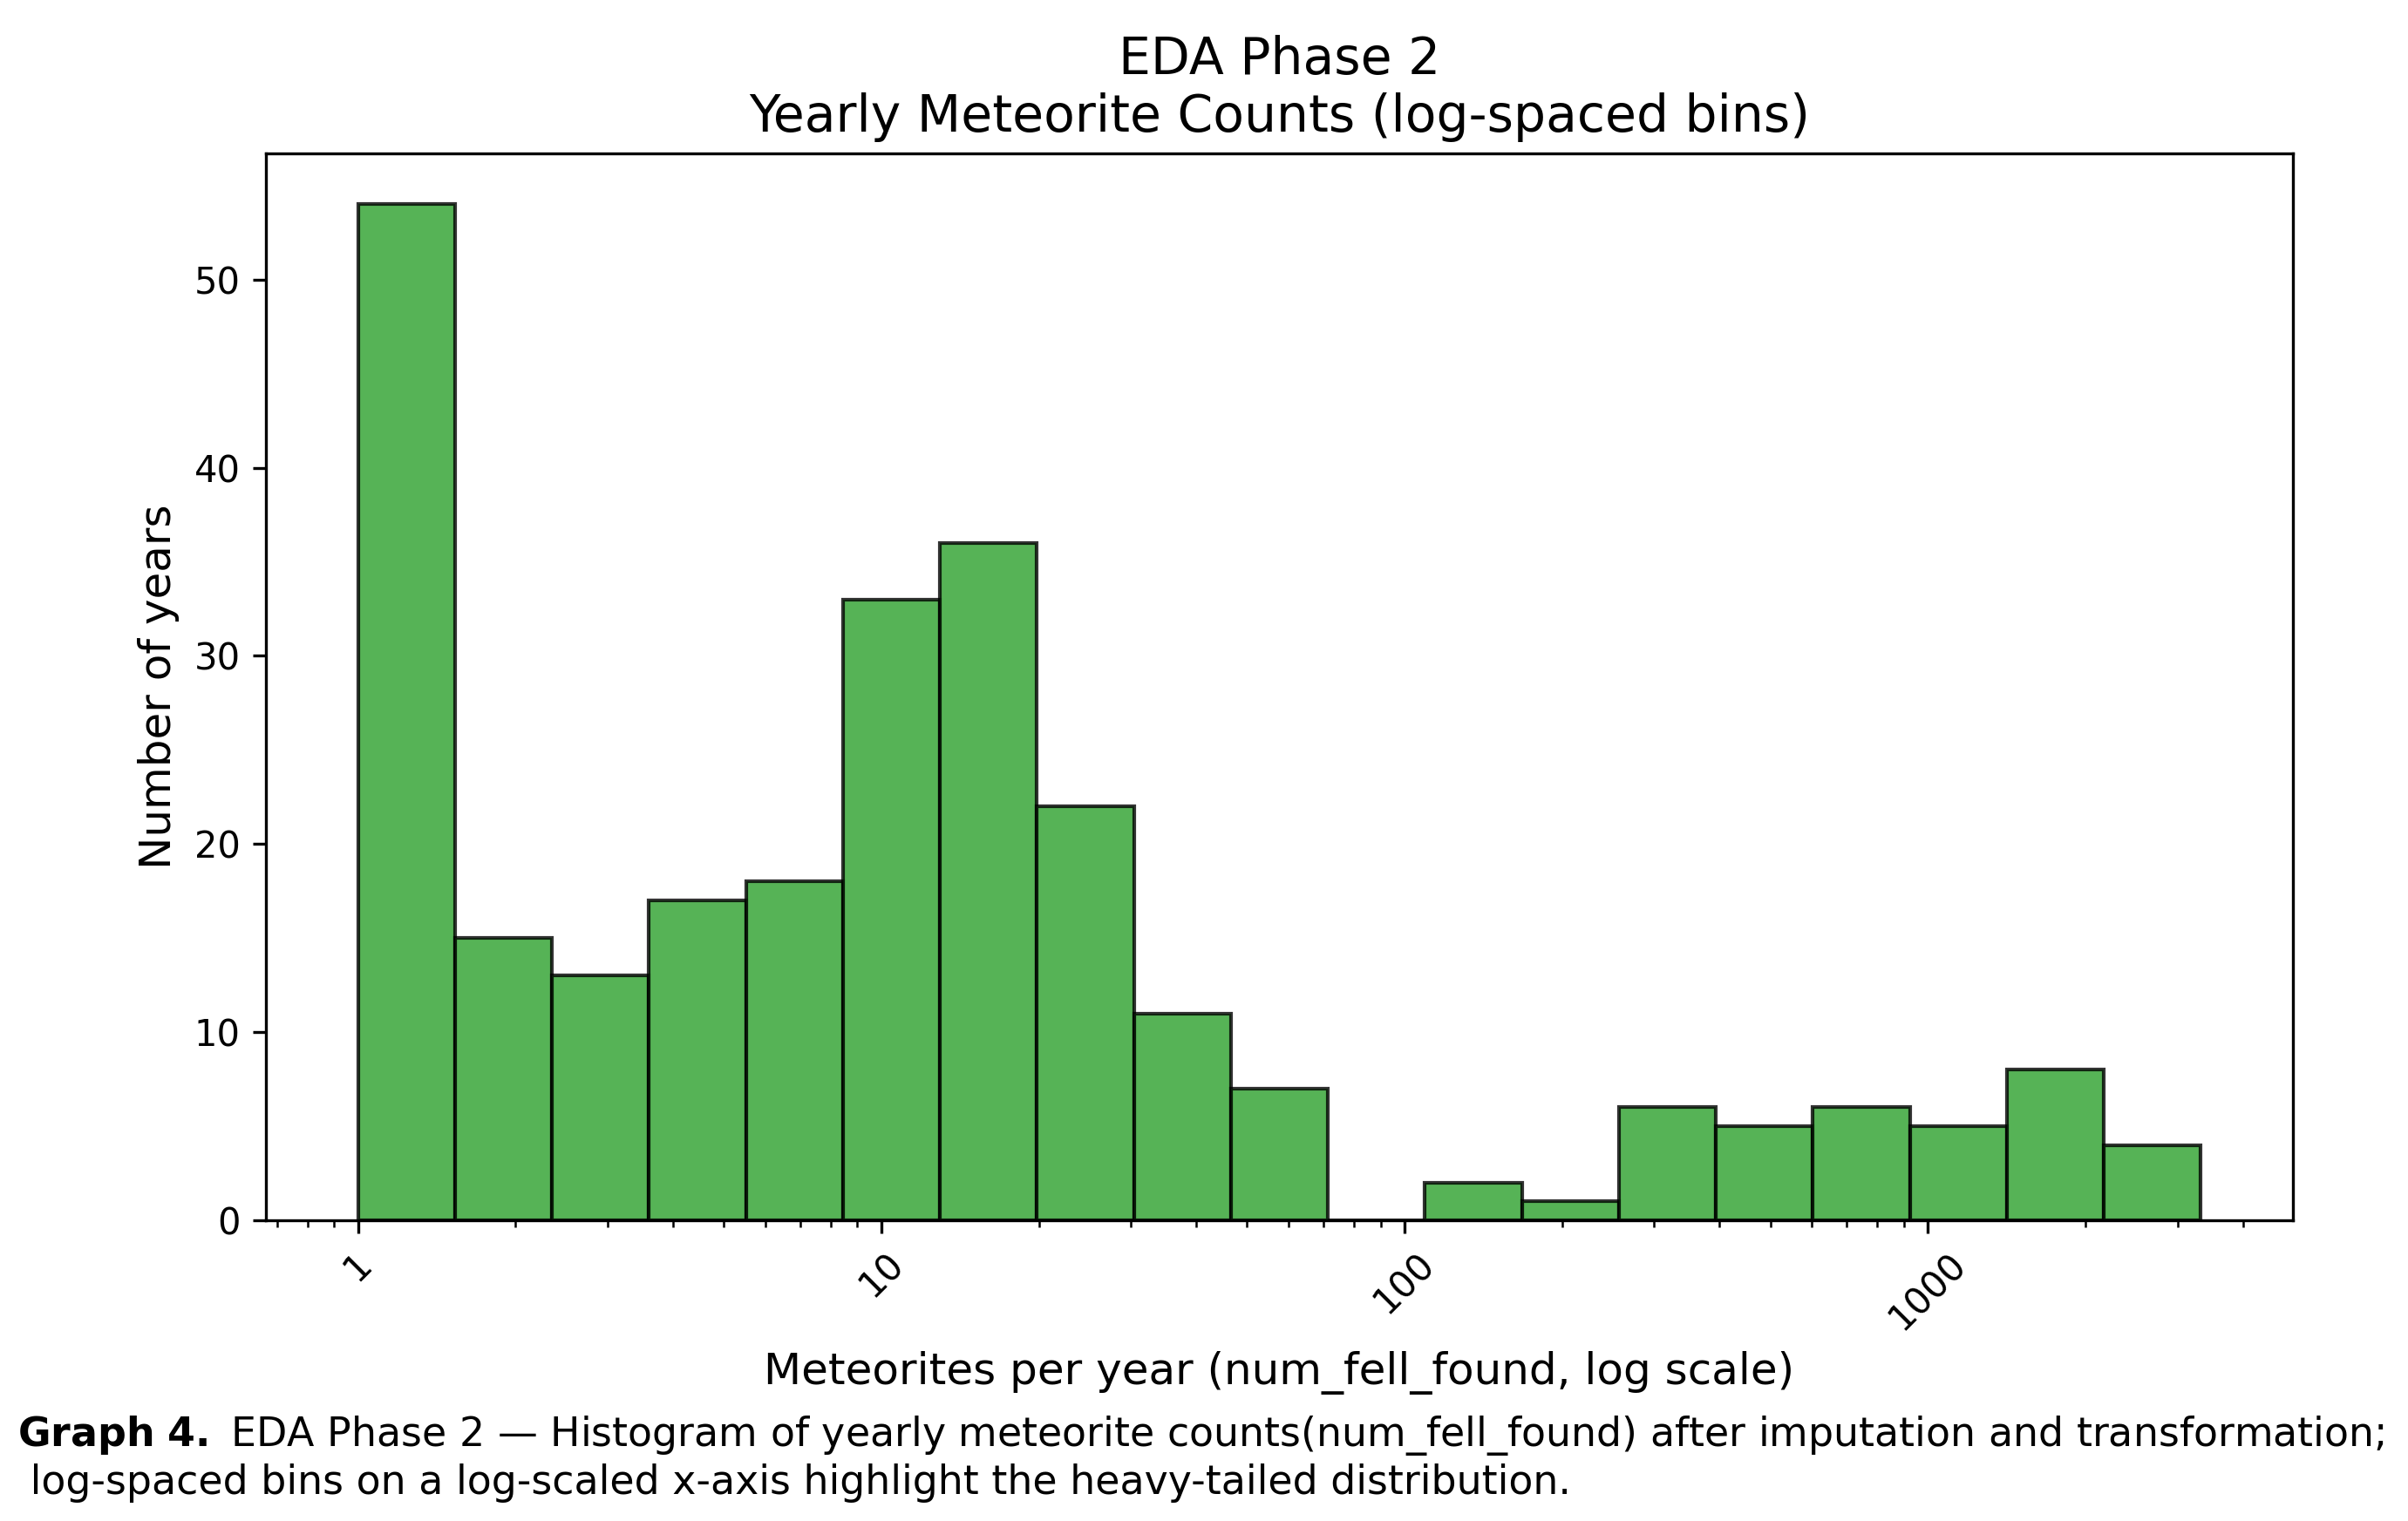 EDA Phase 2
Yearly Meteorite Counts (log-spaced bins)
Number of years
50
40
30
20
10
0
1
10
100
1000
Meteorites per year (num_fell_found, log scale)
Graph 4. EDA Phase 2 — Histogram of yearly meteorite counts(num_fell_found) after imputation and transformation;
log-spaced bins on a log-scaled x-axis highlight the heavy-tailed distribution.